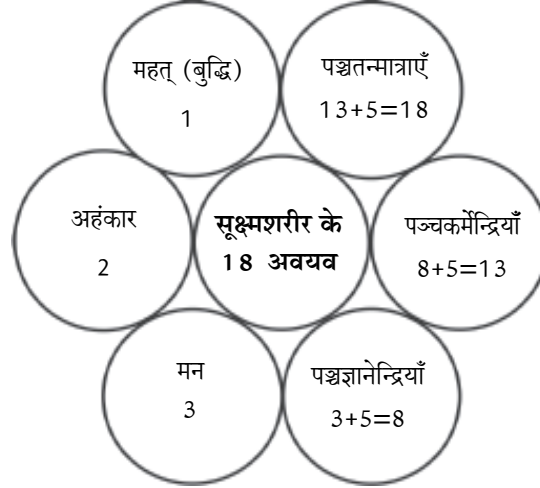 महत् (बुद्धि)
1
पञ्चतन्मात्राएँ
13+5=18
अहंकार
2
सूक्ष्मशरीर के
18 अवयव
पञ्चकर्मेन्द्रियाँ
8+5=13
मन
3
पञ्चज्ञानेन्द्रियाँ
3+5=8